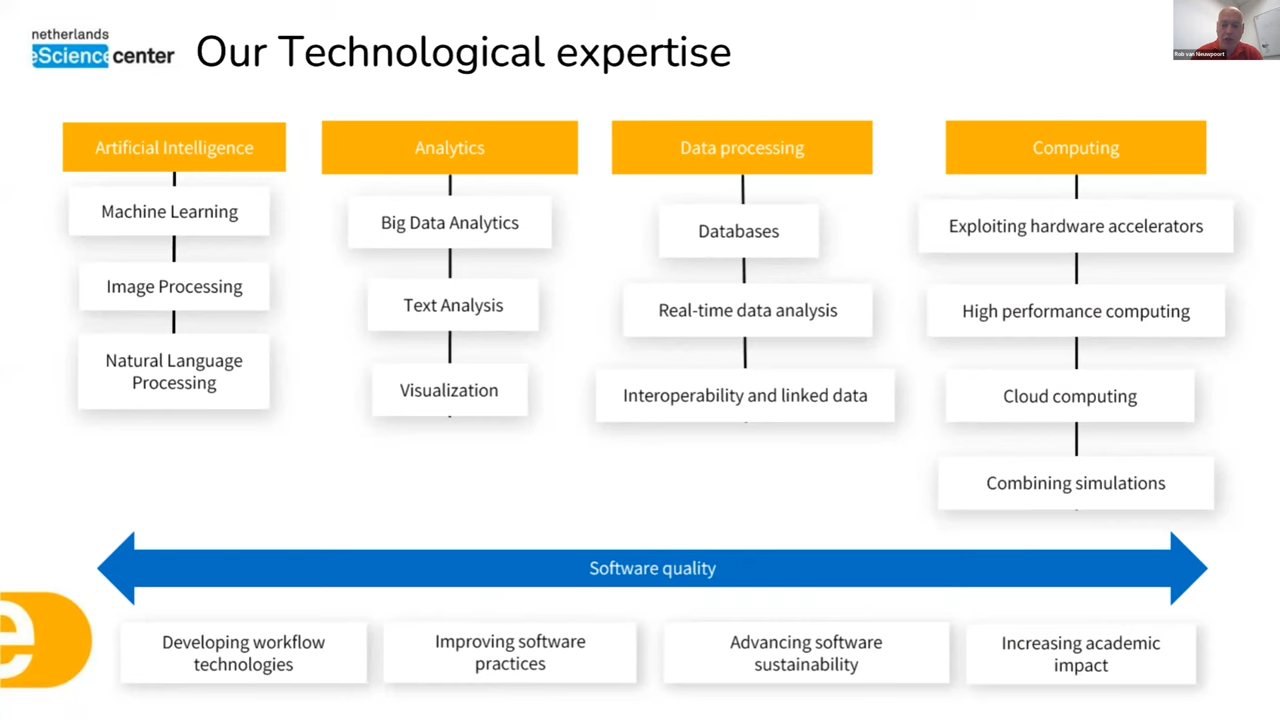 netherlands
eScience center
Our Technological expertise
Rob van Nieuwpoort
Artificial Intelligence
Machine Learning
Image Processing
Natural Language
Processing
Analytics
Big Data Analytics
Text Analysis
Visualization
Data processing
Databases
Real-time data analysis
Interoperability and linked data
Computing
Exploiting hardware accelerators
High performance computing
Cloud computing
Combining simulations
Software quality
e
Developing workflow
technologies
Improving software
practices
Advancing software
sustainability
Increasing academic
impact